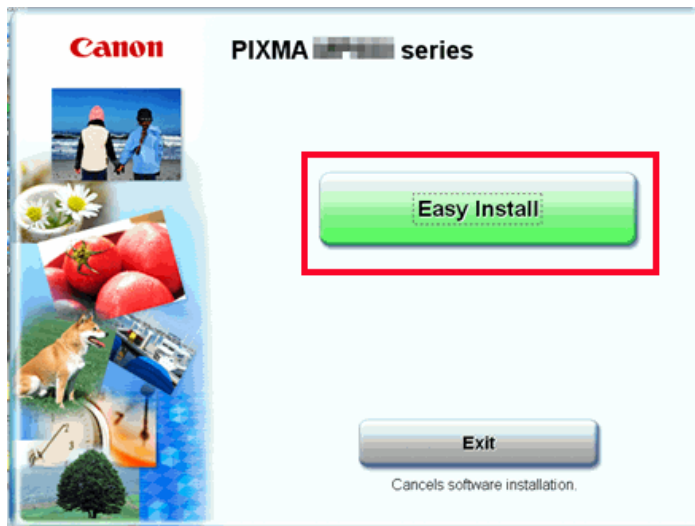 Canon
PIXMA series
Easy Install
Exit
Cancels software installation.